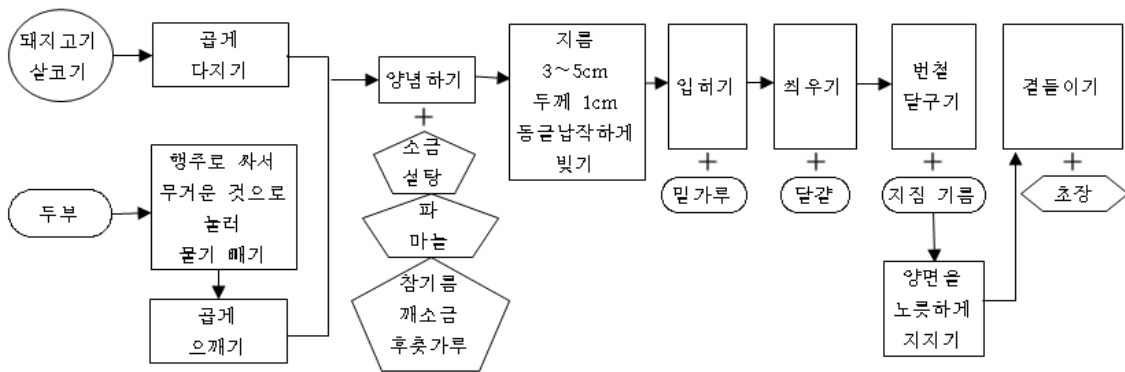 돼지고기
살코기
곱게
다지기
두부
행주로 싸서
무거운 것으로
눌러
물기 빼기
곱게
으깨기
양념하기
+
소금
설탕
파
마늘
참기름
깨소금
후춧가루
지름
3~5cm
두께 1cm
동글납작하게
빚기
입히기
+
밀가루
씌우기
+
달걀
번철
달구기
+
지짐 기름
양면을
노릇하게
지지기
곁들이기
+
초장